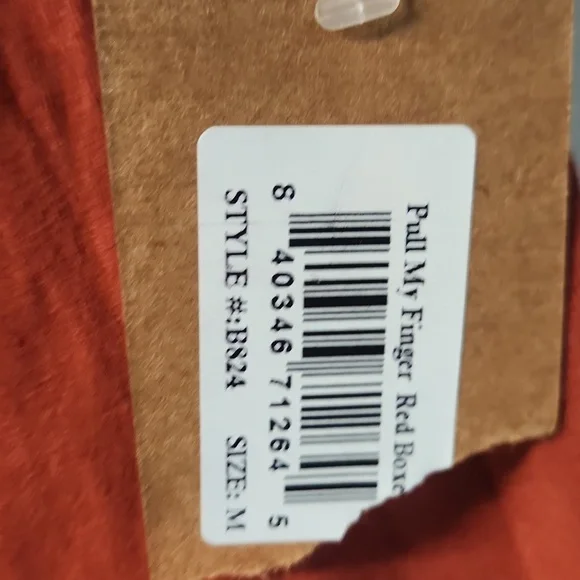 Pull My Finger Red Boxe
8 40346 71264 5
STYLE #:B824 SIZE: M